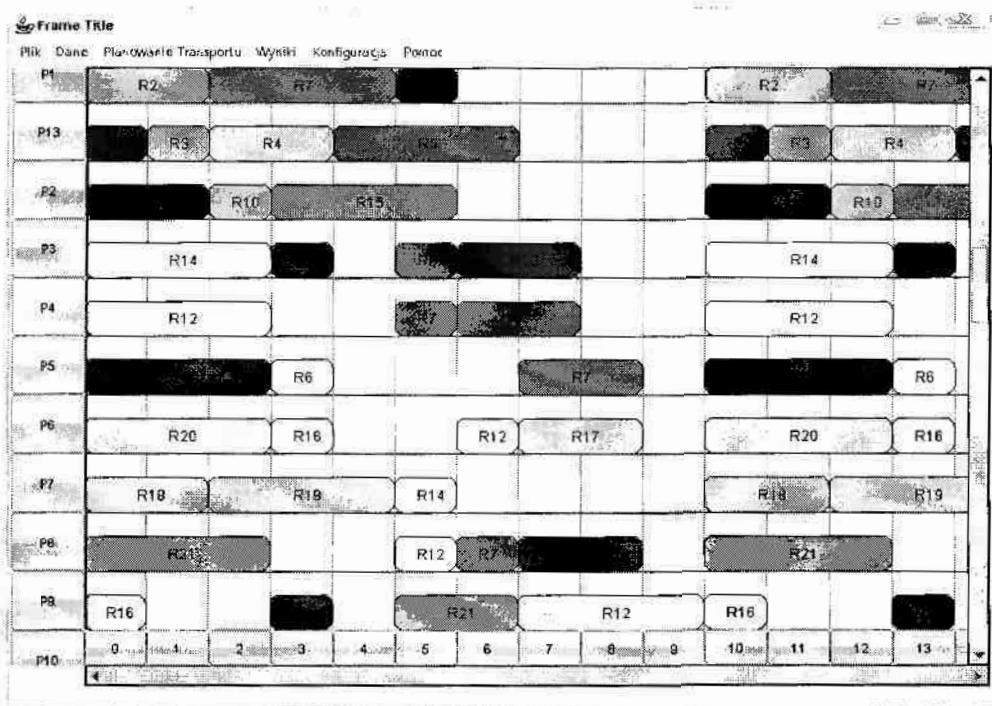 Frame Title
Plik Dane Planowanie Transportu Wyniki Konfiguracja Pomoc
P1 R2 R7 R2 R7
P13 R3 R4 R3 R4
P2 R10 R15 R10
P3 R14 R14
P4 R12 R7 R12
P5 R6 R7 R6
P6 R20 R16 R12 R17 R20 R16
P7 R18 R19 R14 R18 R19
P8 R21 R12 R7 R21
P9 R16 R21 R12 R16
P10 0 1 2 3 4 5 6 7 8 9 10 11 12 13